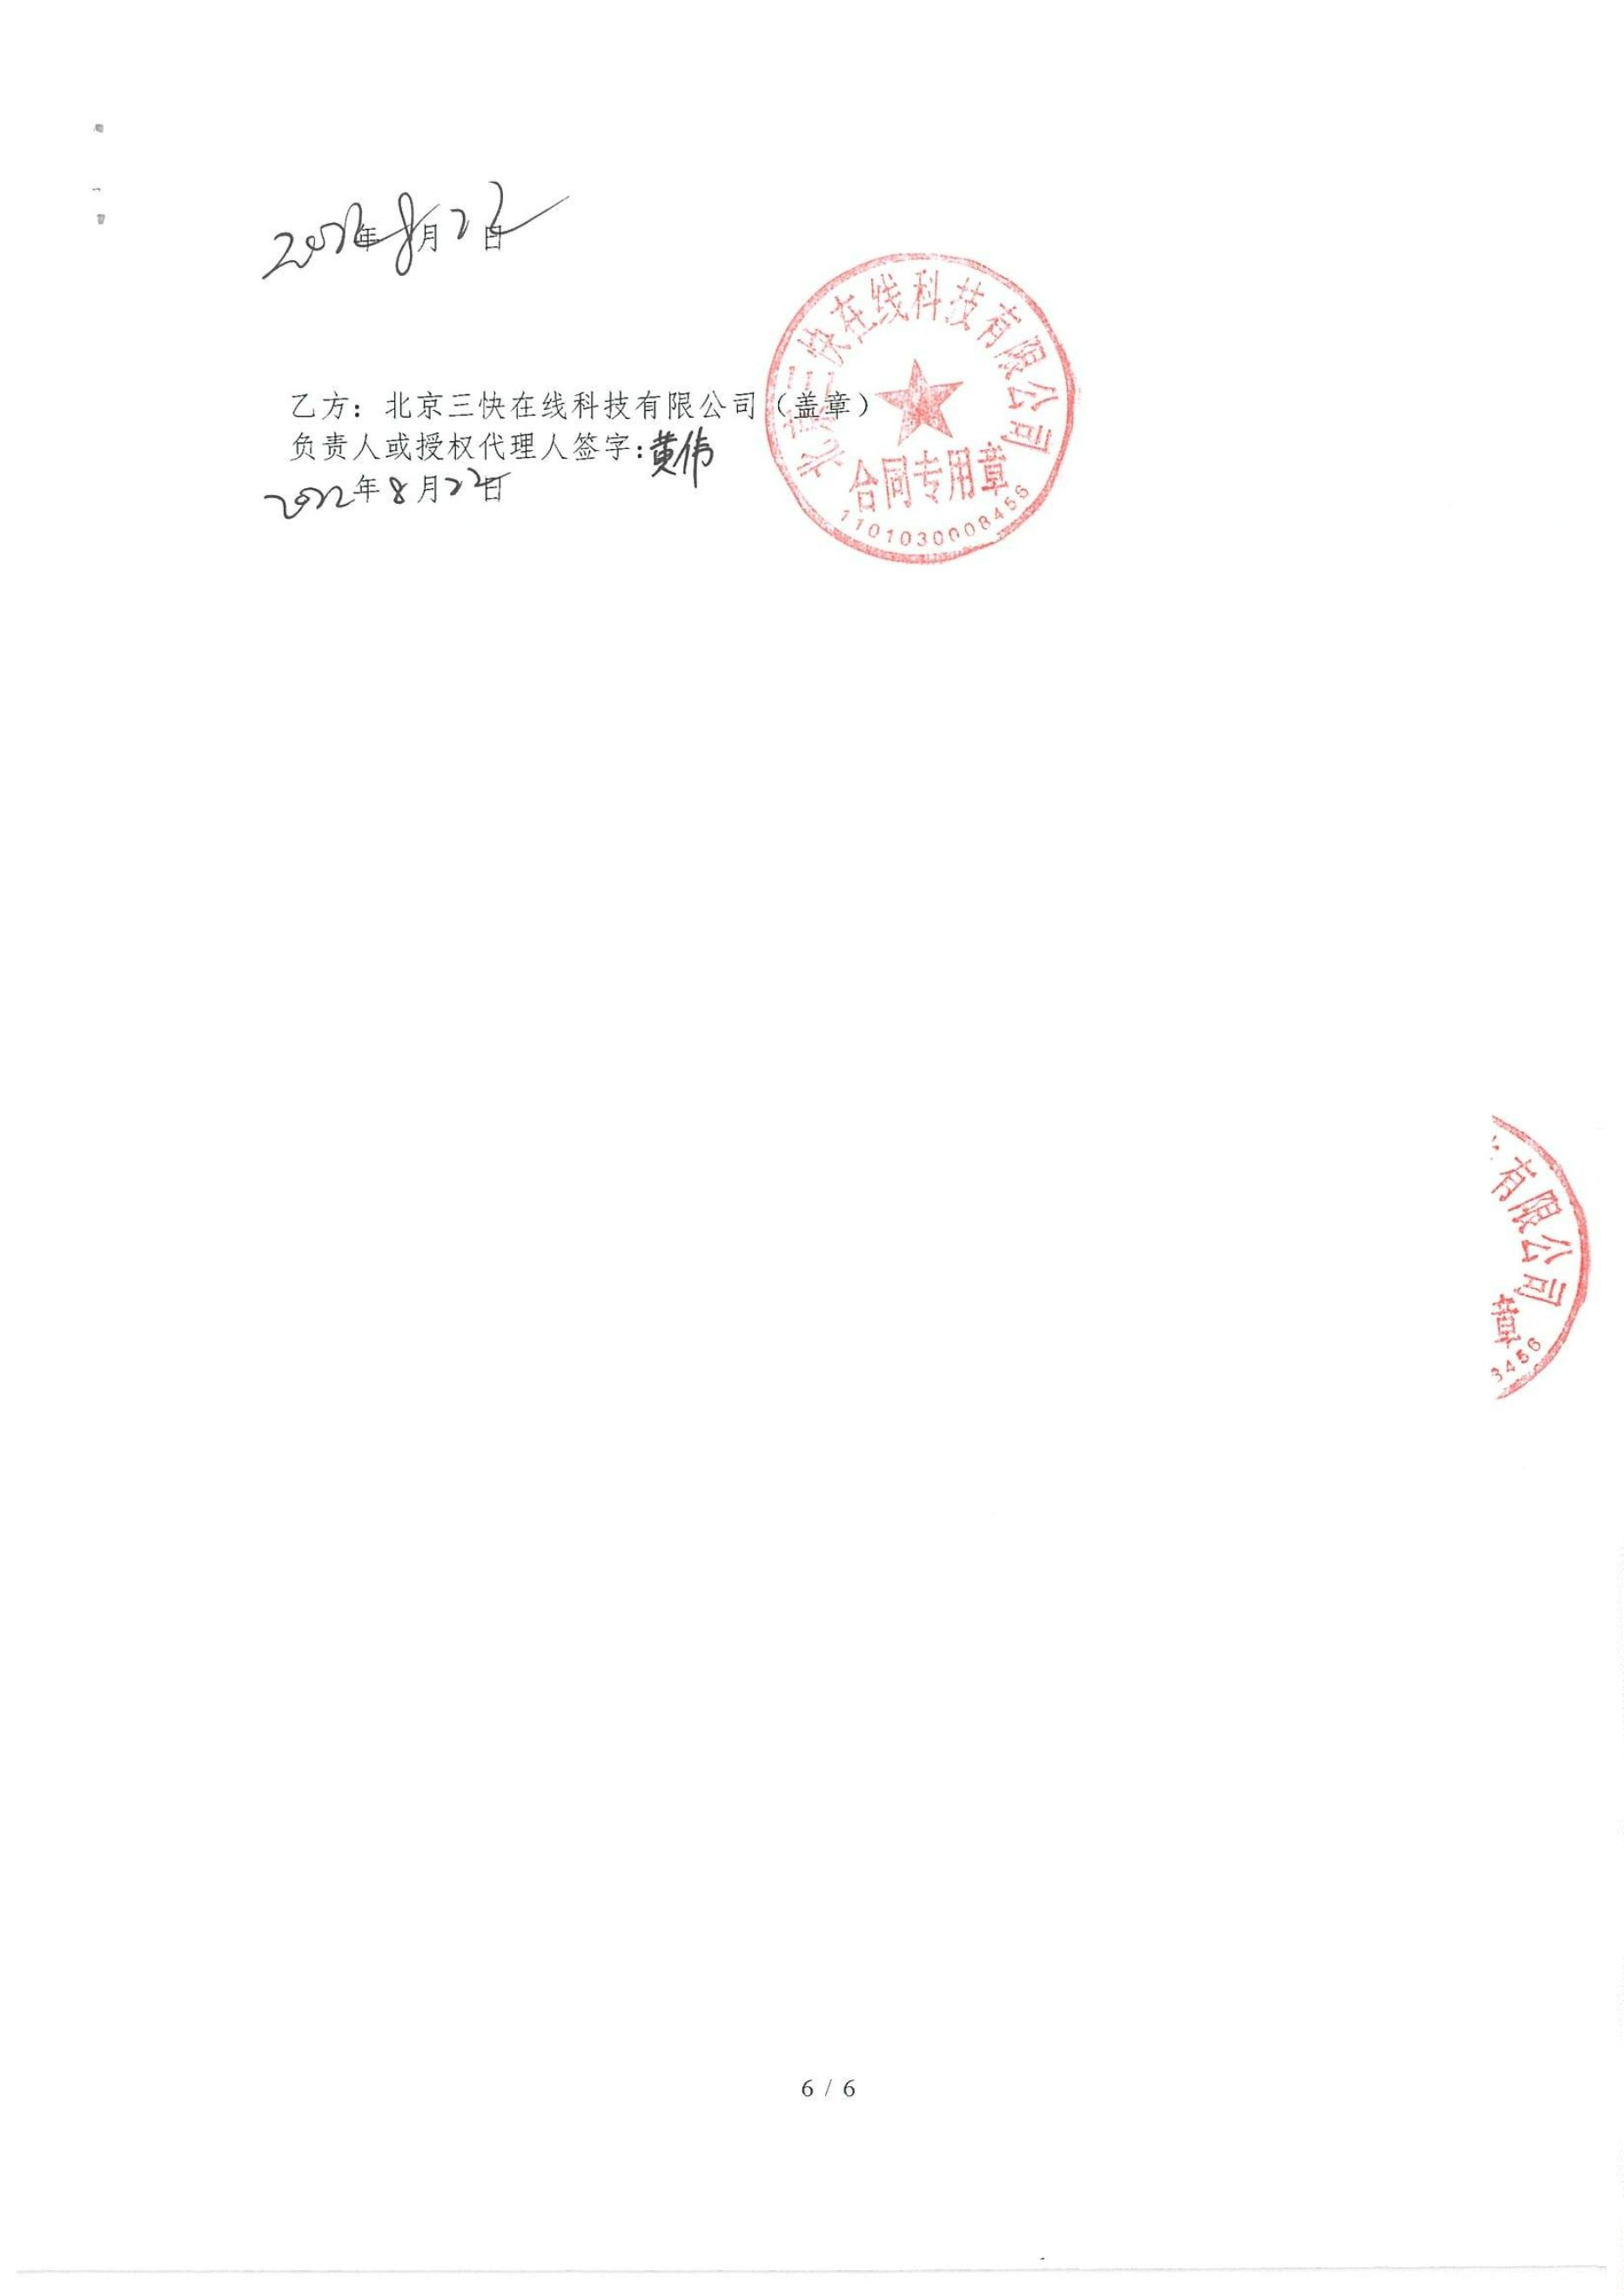 2022年8月22日
乙方：北京三快在线科技有限公司（盖章）
负责人或授权代理人签字：黄伟
2022年8月22日
北京三快在线科技有限公司
合同专用章
1101030008456
有限公司
章
3456
6 / 6